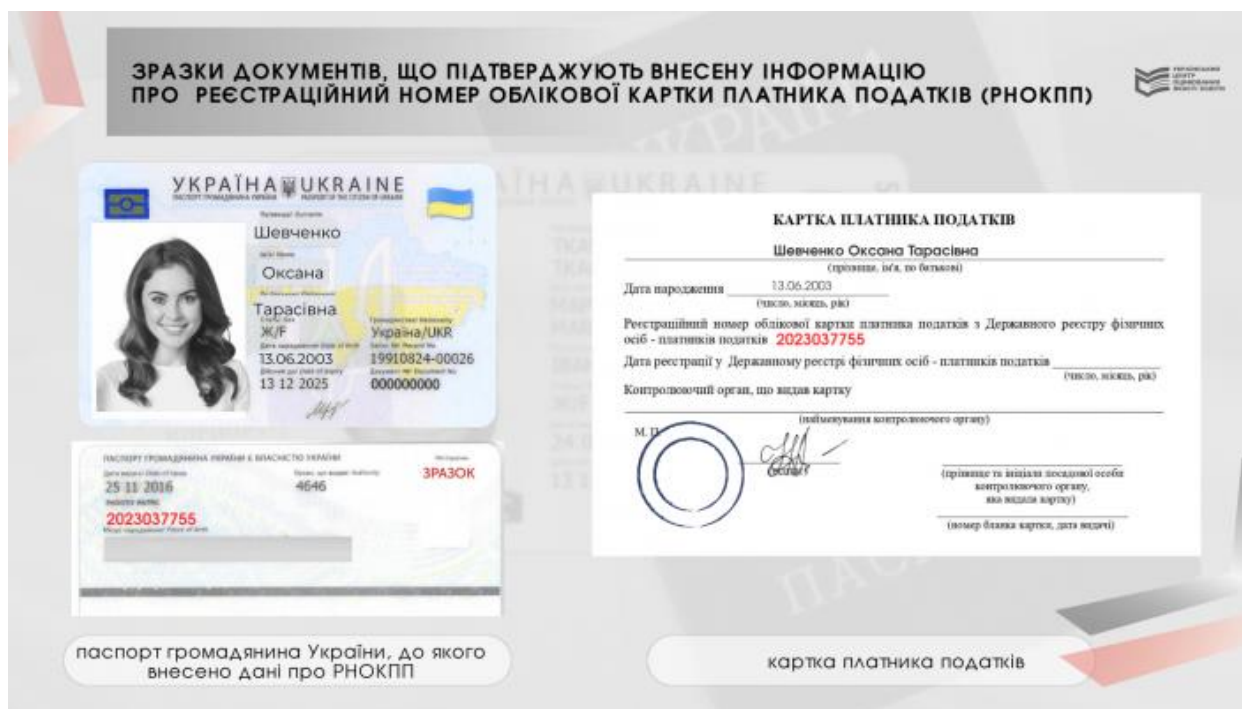 ЗРАЗКИ ДОКУМЕНТІВ, ЩО ПІДТВЕРДЖУЮТЬ ВНЕСЕНУ ІНФОРМАЦІЮ
ПРО РЕЄСТРАЦІЙНИЙ НОМЕР ОБЛІКОВОЇ КАРТКИ ПЛАТНИКА ПОДАТКІВ (РНОКПП)
УКРАЇНА UKRAINE
Шевченко
Оксана
Тарасівна
Ж/F Україна/UKR
13.06.2003 19910824-00026
13 12 2025 000000000
ПАСПОРТ ГРОМАДЯНИНА УКРАЇНИ Є ВЛАСНІСТЮ УКРАЇНИ
ЗРАЗОК
25 11 2016 4646
2023037755
паспорт громадянина України, до якого
внесено дані про РНОКПП
КАРТКА ПЛАТНИКА ПОДАТКІВ
Шевченко Оксана Тарасівна
(прізвище, ім'я, по батькові)
Дата народження 13.06.2003
(число, місяць, рік)
Реєстраційний номер облікової картки платника податків з Державного реєстру фізичних
осіб - платників податків 2023037755
Дата реєстрації у Державному реєстрі фізичних осіб - платників податків
(число, місяць, рік)
Контролюючий орган, що видав картку
(найменування контролюючого органу)
М. П.
(прізвище та ініціали посадової особи
контролюючого органу,
яка видала картку)
(номер бланка картки, дата видачі)
картка платника податків